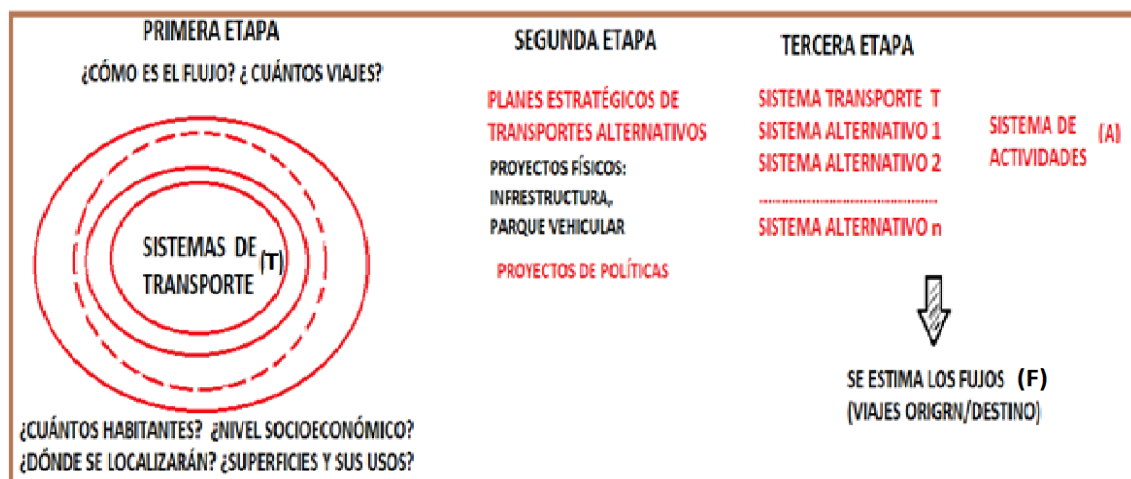 PRIMERA ETAPA
¿CÓMO ES EL FLUJO? ¿ CUÁNTOS VIAJES?
SISTEMAS DE (T)
TRANSPORTE
¿CUÁNTOS HABITANTES? ¿NIVEL SOCIOECONÓMICO?
¿DÓNDE SE LOCALIZARÁN? ¿SUPERFICIES Y SUS USOS?
SEGUNDA ETAPA
PLANES ESTRATÉGICOS DE
TRANSPORTES ALTERNATIVOS
PROYECTOS FÍSICOS:
INFRESTRUCTURA,.
PARQUE VEHICULAR
PROYECTOS DE POLÍTICAS
TERCERA ETAPA
SISTEMA TRANSPORTE T
SISTEMA ALTERNATIVO 1
SISTEMA ALTERNATIVO 2
..............................................
SISTEMA ALTERNATIVO n
SISTEMA DE (A)
ACTIVIDADES
SE ESTIMA LOS FUJOS (F)
(VIAJES ORIGRN/DESTINO)